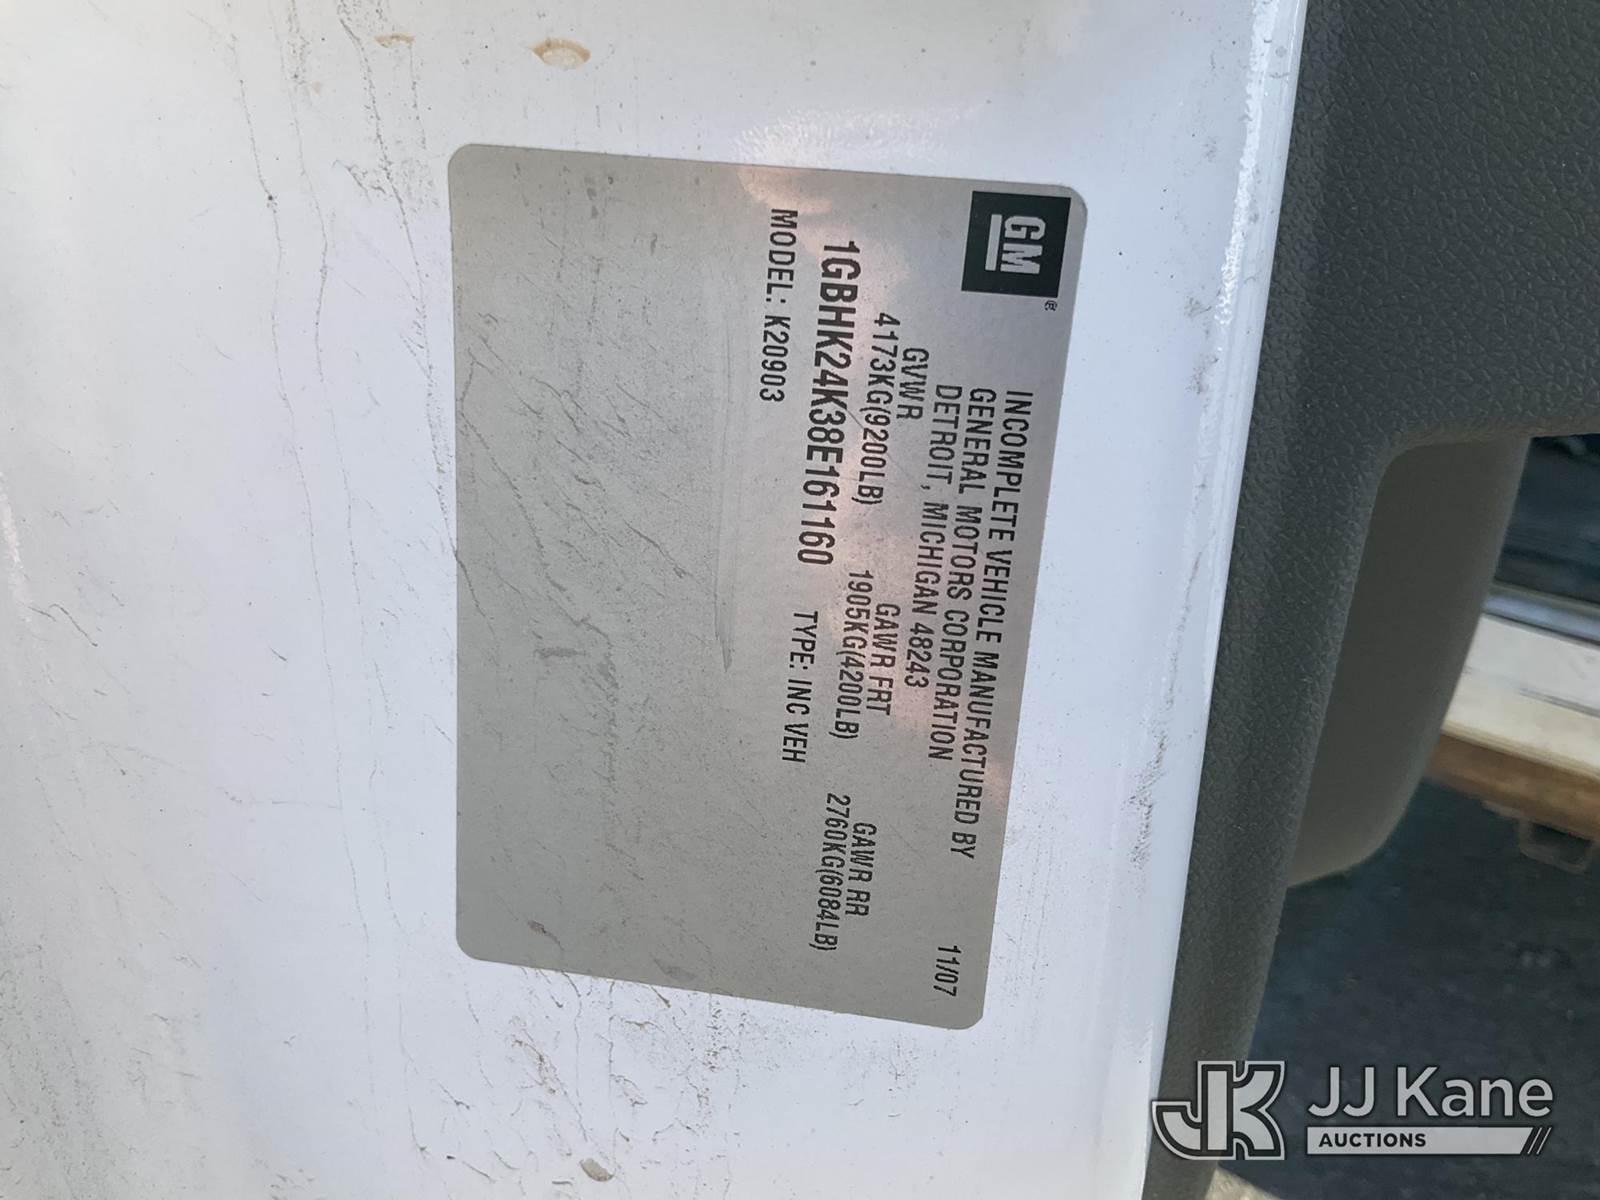 GM®
INCOMPLETE VEHICLE MANUFACTURED BY
GENERAL MOTORS CORPORATION
DETROIT, MICHIGAN 48243 11/07
GVWR GAWR FRT GAWR RR
4173KG(9200LB) 1905KG(4200LB) 2760KG(6084LB)
1GBHK24K38E161160 TYPE: INC VEH
MODEL: K20903
JK JJ Kane
AUCTIONS